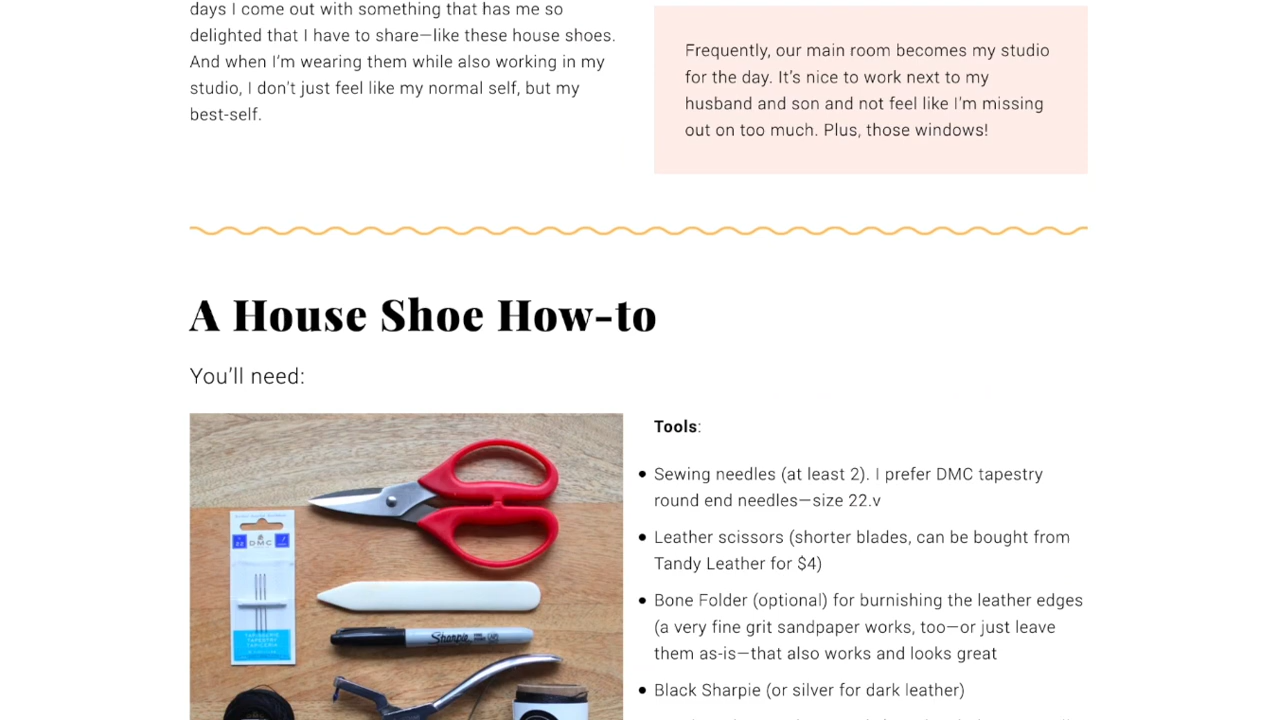 days I come out with something that has me so
delighted that I have to share—like these house shoes.
And when I’m wearing them while also working in my
studio, I don’t just feel like my normal self, but my
best-self.
Frequently, our main room becomes my studio
for the day. It’s nice to work next to my
husband and son and not feel like I’m missing
out on too much. Plus, those windows!
A House Shoe How-to
You’ll need:
Tools:
Sewing needles (at least 2). I prefer DMC tapestry
round end needles—size 22.v
Leather scissors (shorter blades, can be bought from
Tandy Leather for $4)
Bone Folder (optional) for burnishing the leather edges
(a very fine grit sandpaper works, too—or just leave
them as-is—that also works and looks great
Black Sharpie (or silver for dark leather)
22
DMC
TAPISSERIE
TAPESTRY
TAPICERIA
Sharpie